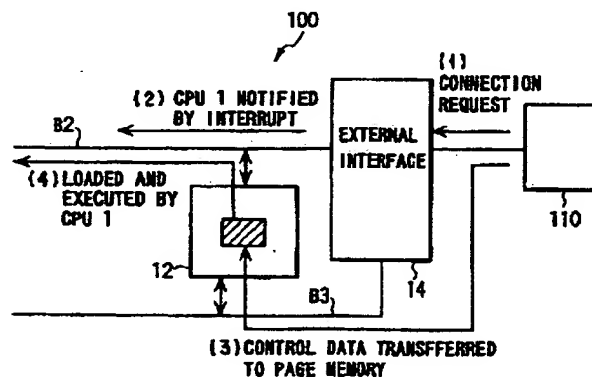 100
(1)
CONNECTION
REQUEST
(2) CPU 1 NOTIFIED
BY INTERRUPT
B2
EXTERNAL
INTERFACE
(4) LOADED AND
EXECUTED BY
CPU 1
110
12
14
B3
(3) CONTROL DATA TRANSFFERRED
TO PAGE MEMORY